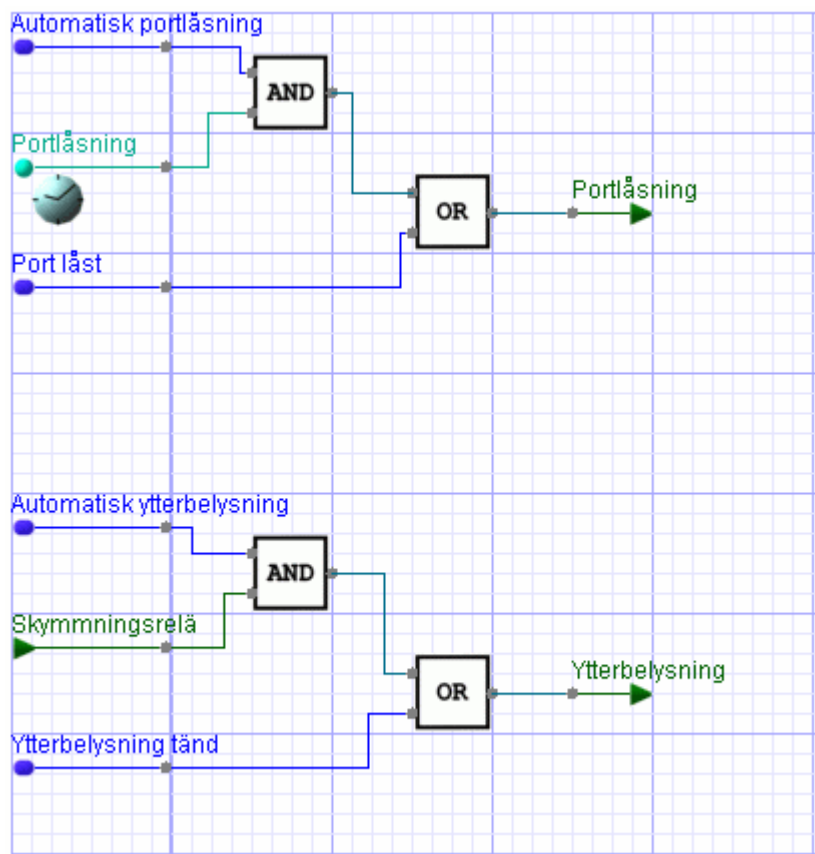 Automatisk portlåsning
AND
Portlåsning
OR
Portlåsning
Port låst
Automatisk ytterbelysning
AND
Skymmningsrelä
OR
Ytterbelysning
Ytterbelysning tänd